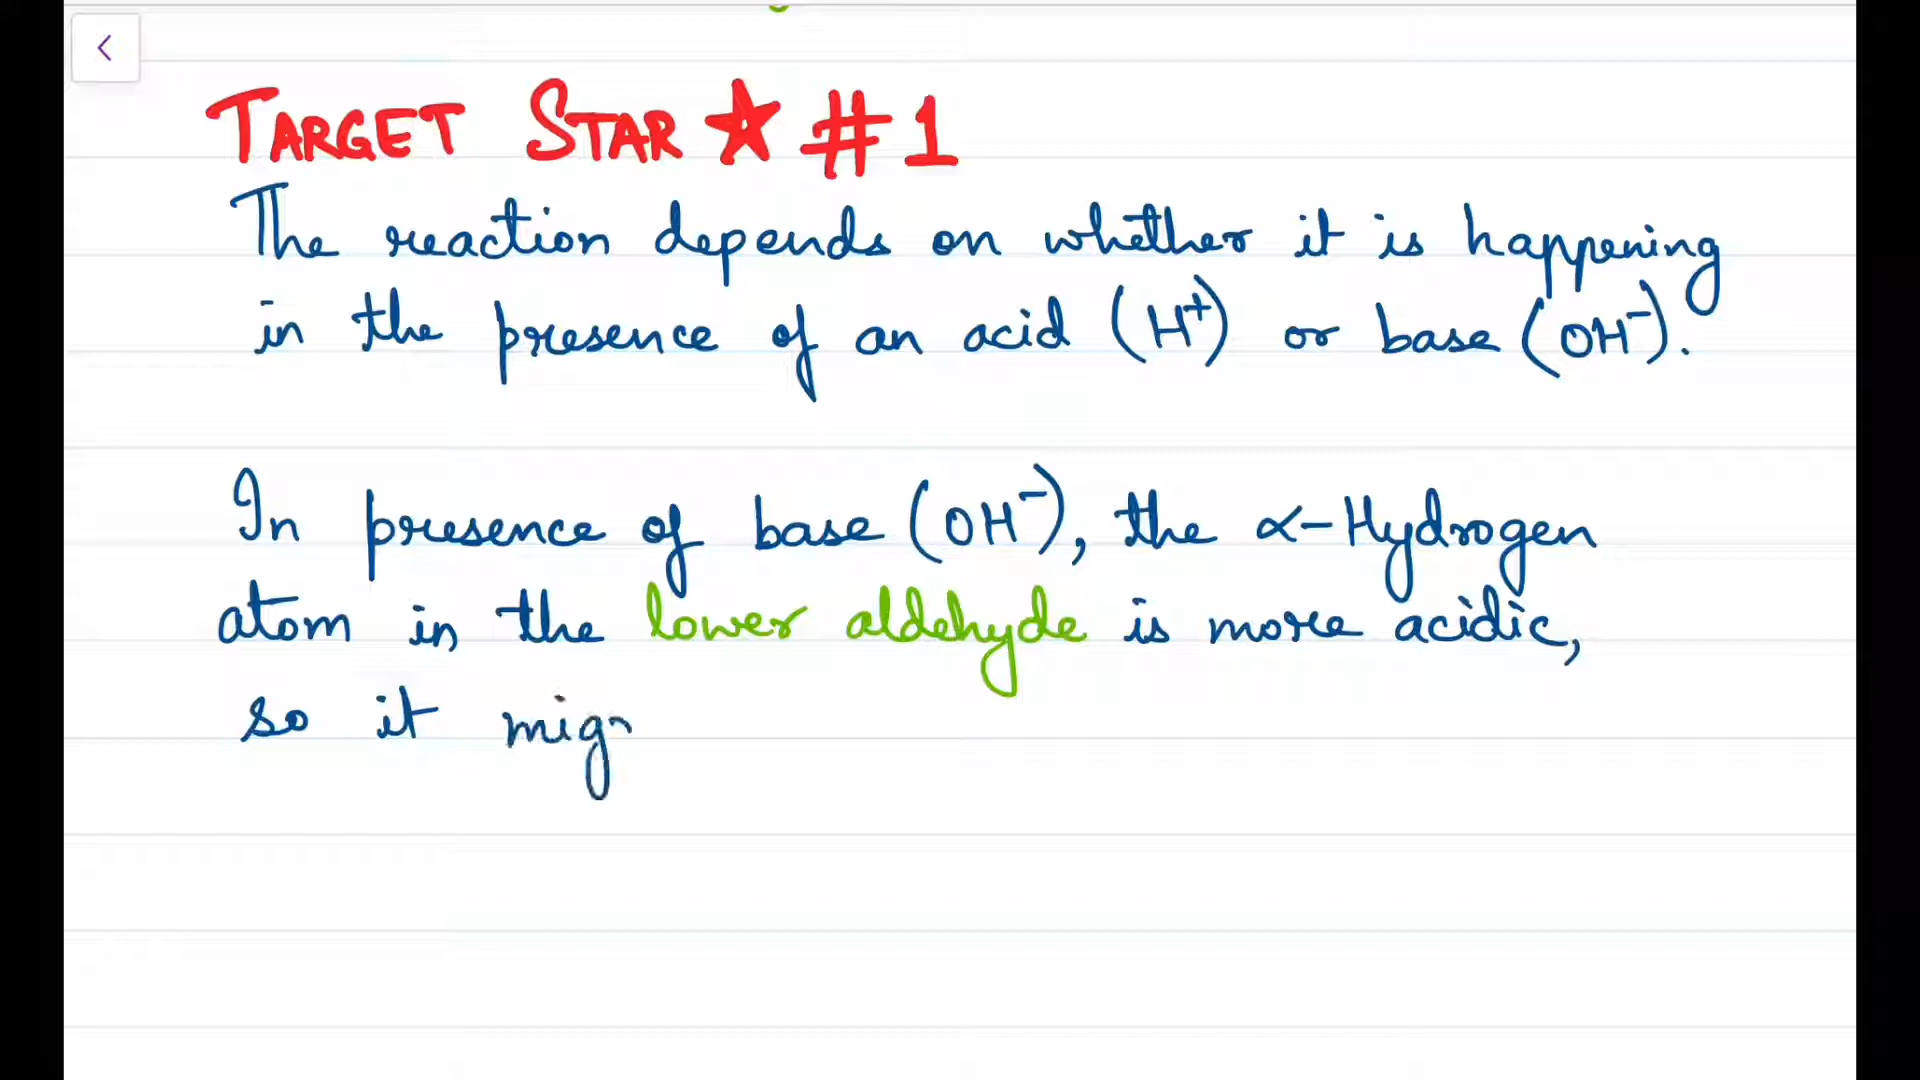 TARGET STAR ★ #1
The reaction depends on whether it is happening
in the presence of an acid (H⁺) or base (OH⁻).
In presence of base (OH⁻), the α-Hydrogen
atom in the lower aldehyde is more acidic,
so it mig